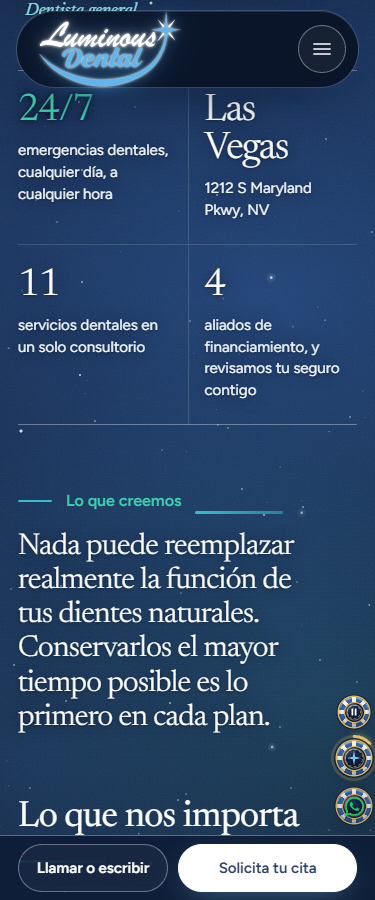 Dentista general
Luminous
Dental
24/7
emergencias dentales,
cualquier día, a
cualquier hora
Las
Vegas
1212 S Maryland
Pkwy, NV
11
servicios dentales en
un solo consultorio
4
aliados de
financiamiento, y
revisamos tu seguro
contigo
Lo que creemos
Nada puede reemplazar
realmente la función de
tus dientes naturales.
Conservarlos el mayor
tiempo posible es lo
primero en cada plan.
Lo que nos importa
Llamar o escribir
Solicita tu cita